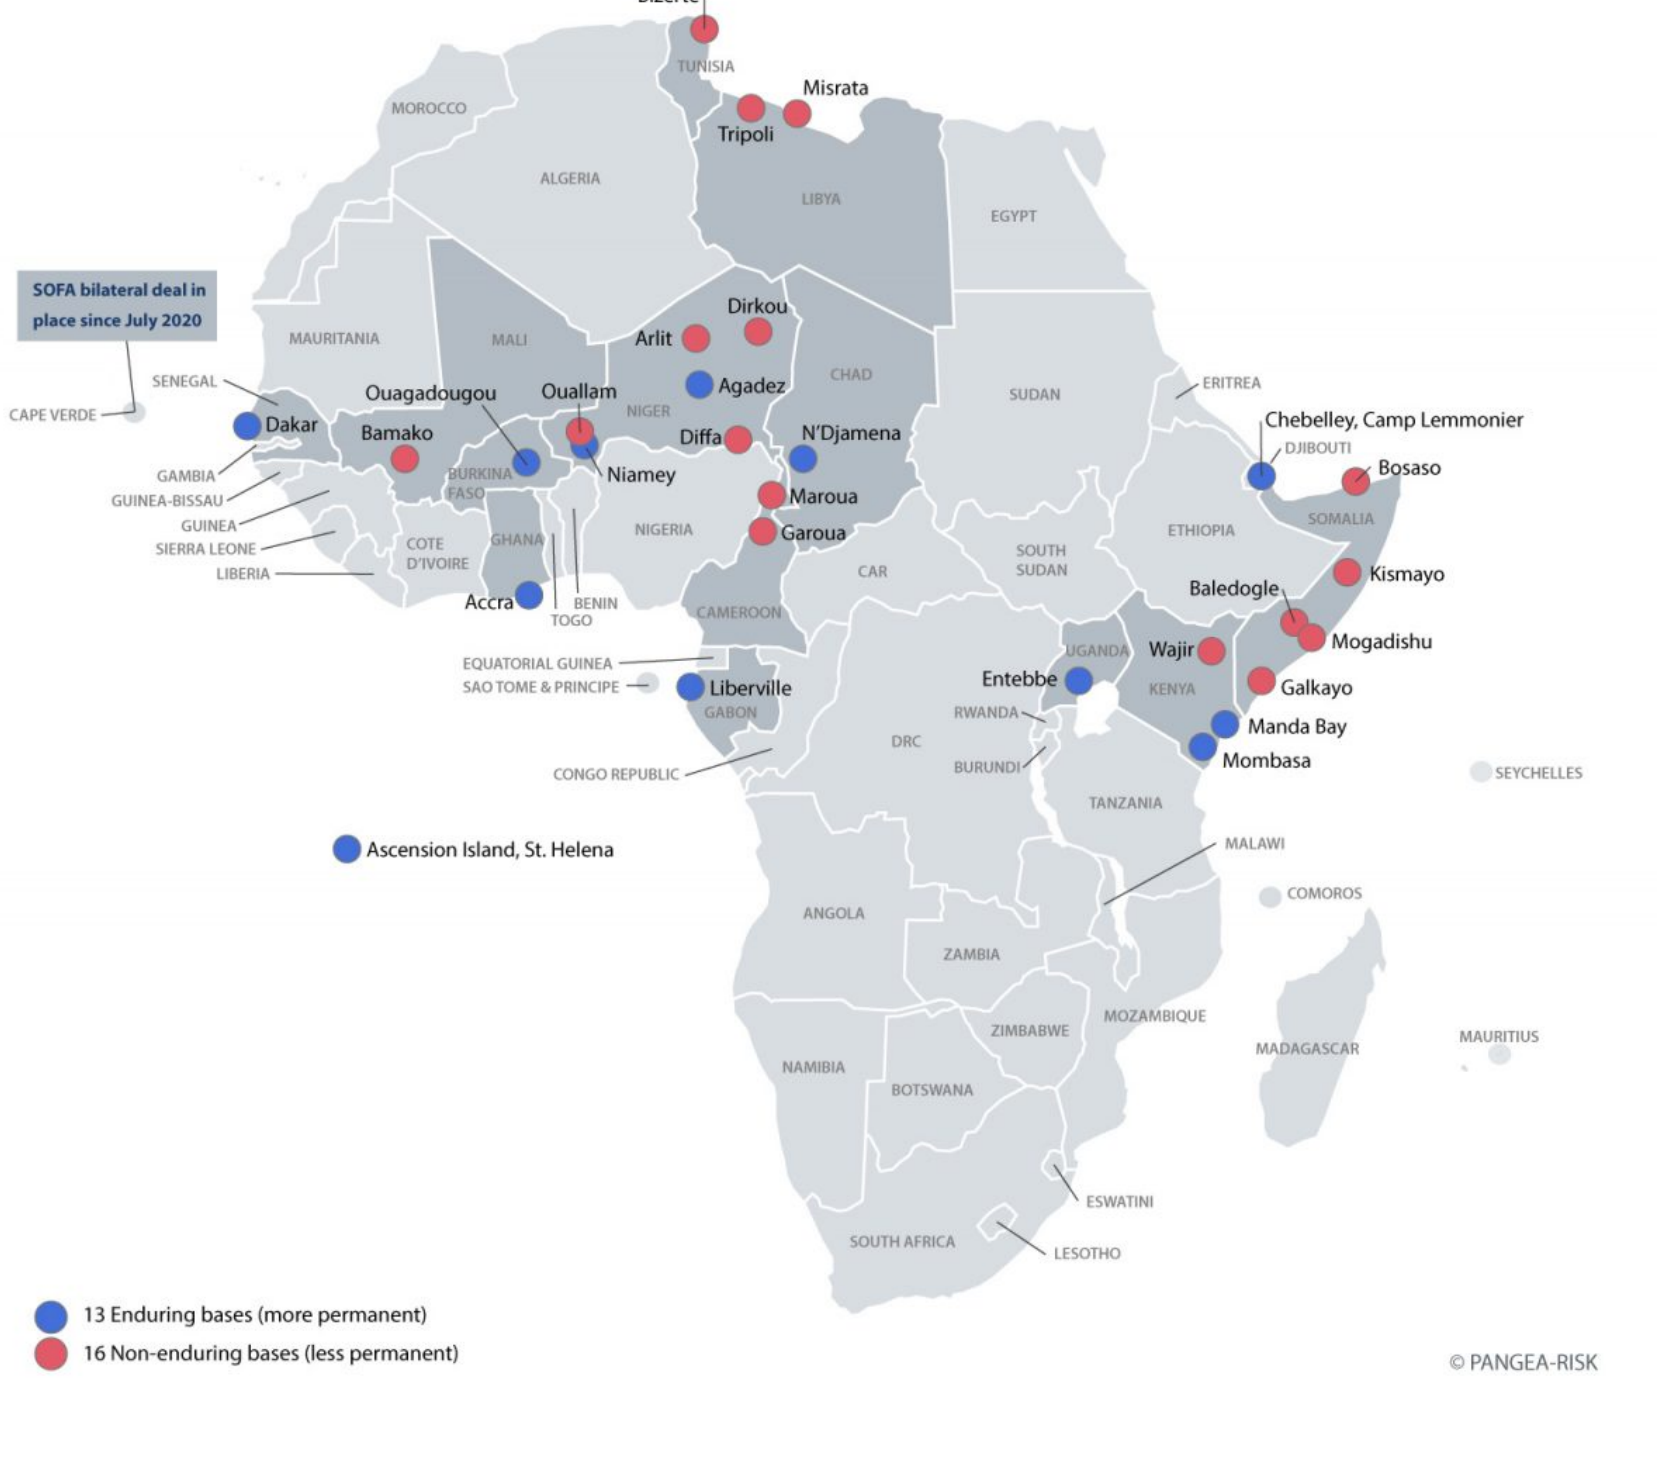 TUNISIA
Misrata
Tripoli
MOROCCO
ALGERIA
LIBYA
EGYPT
SOFA bilateral deal in
place since July 2020
Dirkou
Arlit
MAURITANIA
MALI
CHAD
SENEGAL
Ouagadougou
Ouallam
Agadez
NIGER
SUDAN
ERITREA
CAPE VERDE
Dakar
Bamako
Diffa
N'Djamena
Chebelley, Camp Lemmonier
DJIBOUTI
GAMBIA
BURKINA
FASO
Niamey
Bosaso
GUINEA-BISSAU
Maroua
GUINEA
COTE
D'IVOIRE
GHANA
NIGERIA
Garoua
ETHIOPIA
SOMALIA
SIERRA LEONE
SOUTH
SUDAN
LIBERIA
CAR
Kismayo
Baledogle
Accra
BENIN
TOGO
CAMEROON
Mogadishu
UGANDA
Wajir
EQUATORIAL GUINEA
SAO TOME & PRINCIPE
Liberville
GABON
Entebbe
KENYA
Galkayo
RWANDA
Manda Bay
DRC
BURUNDI
Mombasa
CONGO REPUBLIC
SEYCHELLES
TANZANIA
Ascension Island, St. Helena
MALAWI
COMOROS
ANGOLA
ZAMBIA
MOZAMBIQUE
ZIMBABWE
MADAGASCAR
MAURITIUS
NAMIBIA
BOTSWANA
ESWATINI
SOUTH AFRICA
LESOTHO
13 Enduring bases (more permanent)
16 Non-enduring bases (less permanent)
© PANGEA-RISK